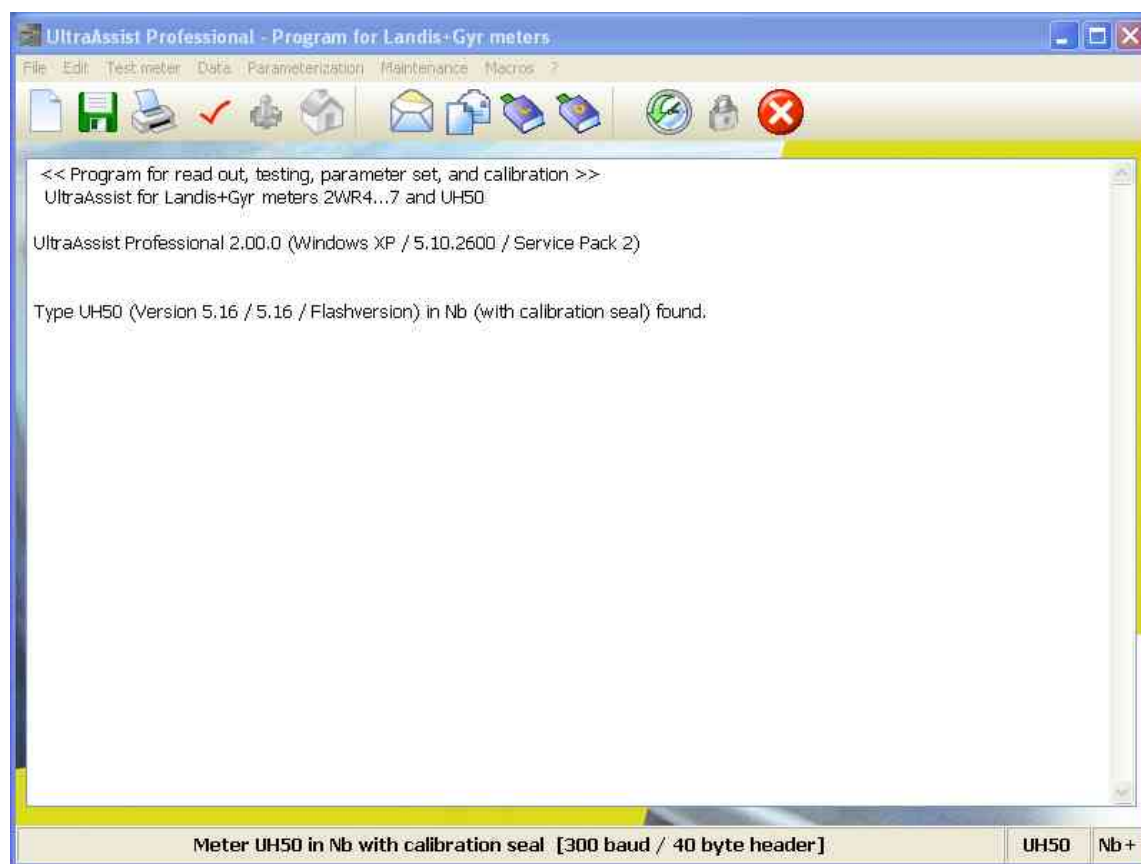 UltraAssist Professional - Program for Landis+Gyr meters
File Edit Test meter Data Parameterization Maintenance Macros ?
<< Program for read out, testing, parameter set, and calibration >>
UltraAssist for Landis+Gyr meters 2WR4...7 and UH50
UltraAssist Professional 2.00.0 (Windows XP / 5.10.2600 / Service Pack 2)
Type UH50 (Version 5.16 / 5.16 / Flashversion) in Nb (with calibration seal) found.
Meter UH50 in Nb with calibration seal [300 baud / 40 byte header] UH50 Nb+